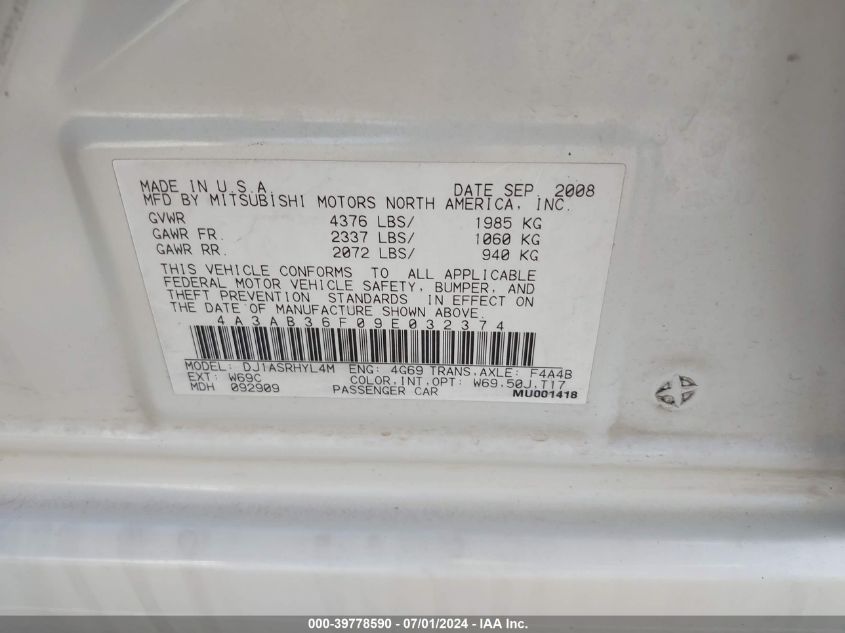 MADE IN U.S.A. DATE SEP 2008
MFD BY MITSUBISHI MOTORS NORTH AMERICA, INC.
GVWR 4376 LBS/ 1985 KG
GAWR FR. 2337 LBS/ 1060 KG
GAWR RR. 2072 LBS/ 940 KG
THIS VEHICLE CONFORMS TO ALL APPLICABLE
FEDERAL MOTOR VEHICLE SAFETY, BUMPER, AND
THEFT PREVENTION STANDARDS IN EFFECT ON
THE DATE OF MANUFACTURE SHOWN ABOVE.
4A3AB36F09E032374
MODEL: DJ1ASRHYL4M ENG: 4G69 TRANS.AXLE: F4A4B
EXT: W69C COLOR,INT,OPT: W69.50J,T17
MDH 092909 PASSENGER CAR
MU001418
000-39778590 - 07/01/2024 - IAA Inc.